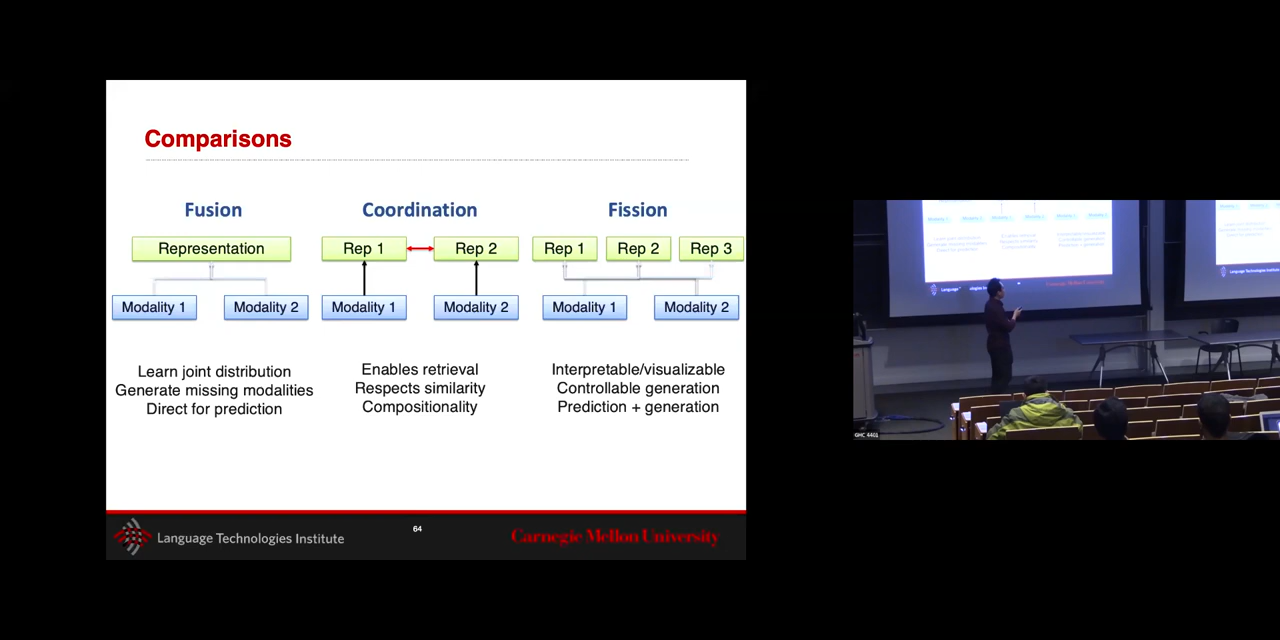 Comparisons
Fusion
Representation
Modality 1 Modality 2
Learn joint distribution
Generate missing modalities
Direct for prediction
Coordination
Rep 1 Rep 2
Modality 1 Modality 2
Enables retrieval
Respects similarity
Compositionality
Fission
Rep 1 Rep 2 Rep 3
Modality 1 Modality 2
Interpretable/visualizable
Controllable generation
Prediction + generation
Language Technologies Institute
64
Carnegie Mellon University
GHC 4401